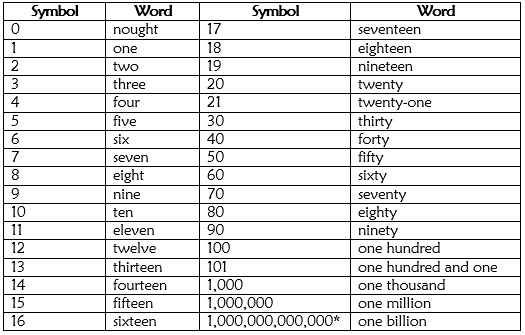 Symbol Word Symbol Word
0 nought 17 seventeen
1 one 18 eighteen
2 two 19 nineteen
3 three 20 twenty
4 four 21 twenty-one
5 five 30 thirty
6 six 40 forty
7 seven 50 fifty
8 eight 60 sixty
9 nine 70 seventy
10 ten 80 eighty
11 eleven 90 ninety
12 twelve 100 one hundred
13 thirteen 101 one hundred and one
14 fourteen 1,000 one thousand
15 fifteen 1,000,000 one million
16 sixteen 1,000,000,000,000* one billion